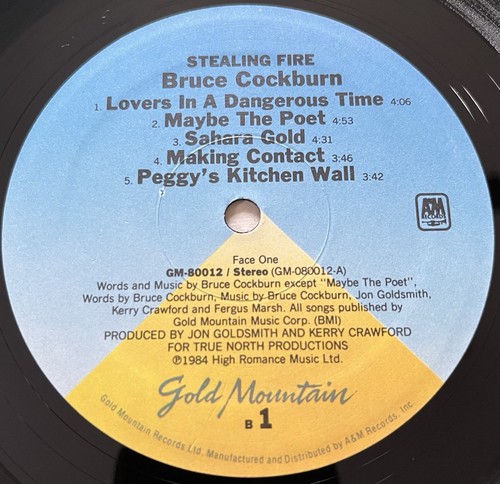 STEALING FIRE
Bruce Cockburn
1. Lovers In A Dangerous Time 4:06
2. Maybe The Poet 4:53
3. Sahara Gold 4:31
4. Making Contact 3:46
5. Peggy's Kitchen Wall 3:42
A&M
RECORDS
Face One
GM-80012 / Stereo (GM-080012-A)
Words and Music by Bruce Cockburn except "Maybe The Poet",
Words by Bruce Cockburn, Music by Bruce Cockburn, Jon Goldsmith,
Kerry Crawford and Fergus Marsh. All songs published by
Gold Mountain Music Corp. (BMI)
PRODUCED BY JON GOLDSMITH AND KERRY CRAWFORD
FOR TRUE NORTH PRODUCTIONS
℗1984 High Romance Music Ltd.
Gold Mountain
B 1
Gold Mountain Records Ltd. Manufactured and Distributed by A&M Records, Inc.